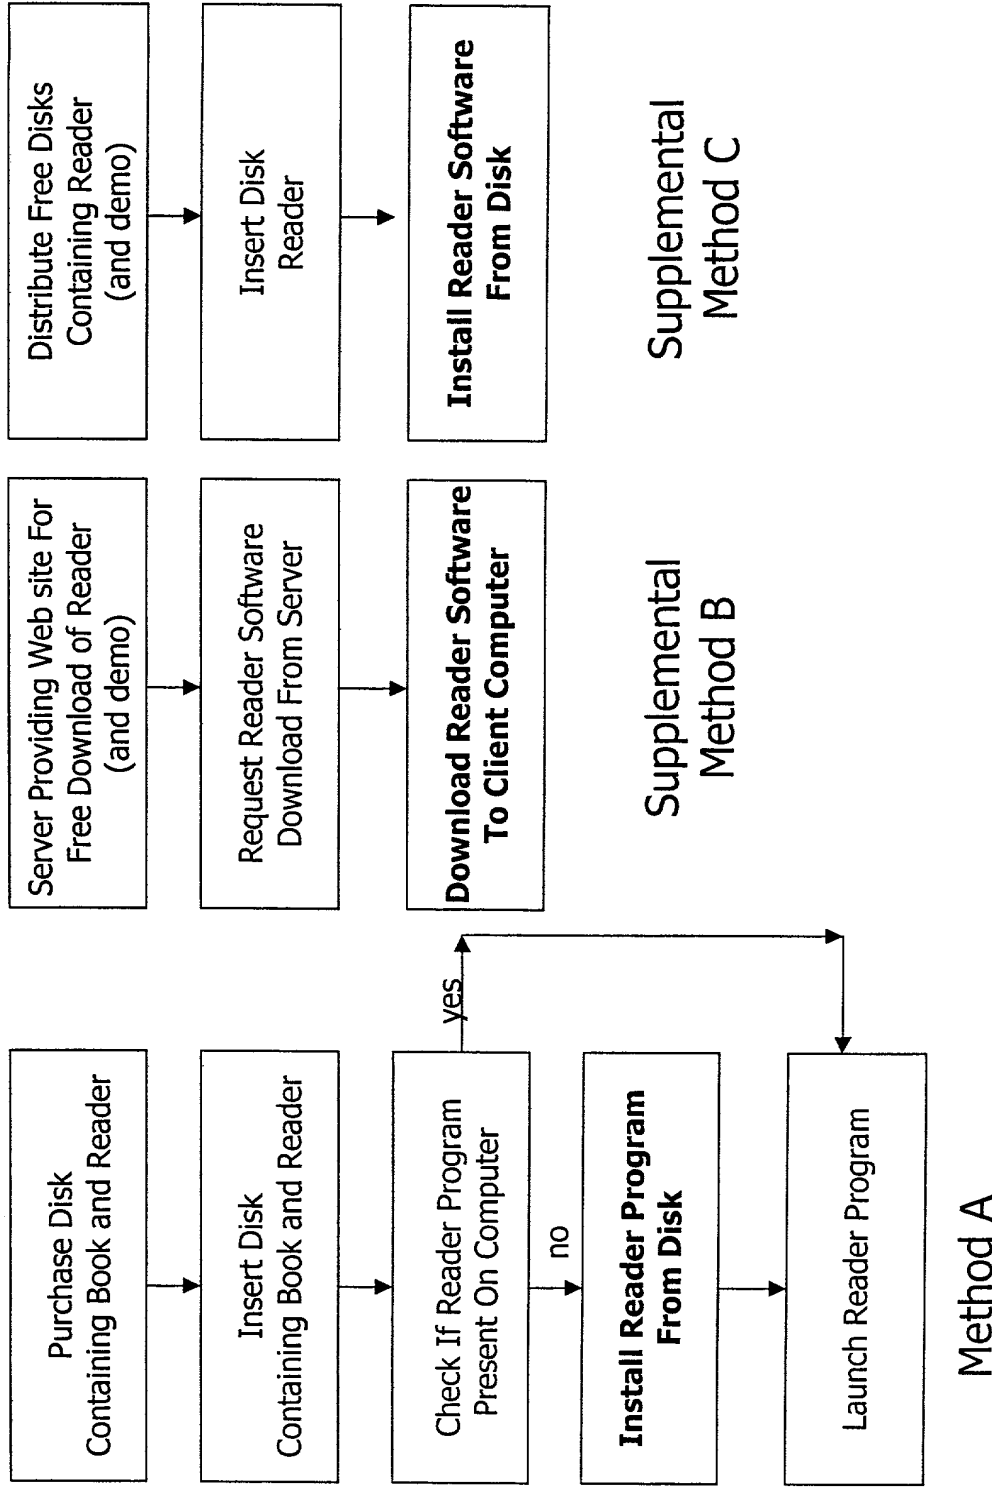 Purchase Disk
Containing Book and Reader
Insert Disk
Containing Book and Reader
Check If Reader Program
Present On Computer
yes
no
Install Reader Program
From Disk
Launch Reader Program
Method A
Server Providing Web site For
Free Download of Reader
(and demo)
Request Reader Software
Download From Server
Download Reader Software
To Client Computer
Supplemental
Method B
Distribute Free Disks
Containing Reader
(and demo)
Insert Disk
Reader
Install Reader Software
From Disk
Supplemental
Method C